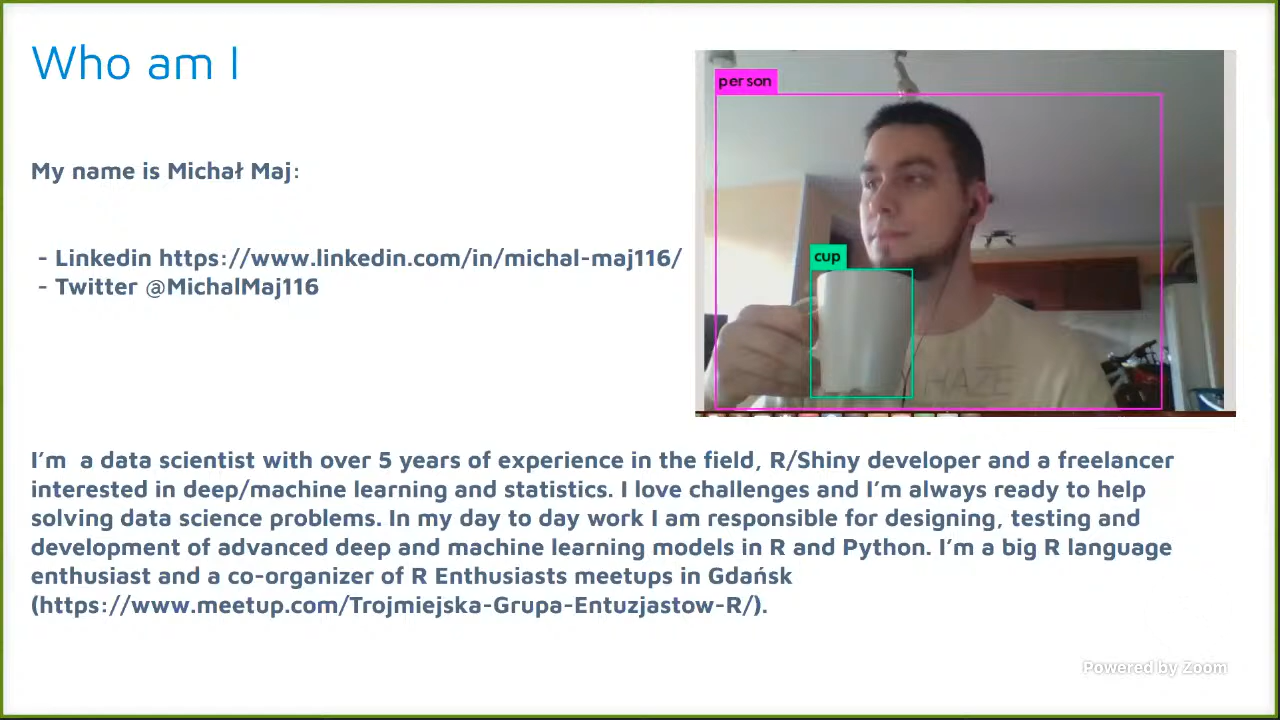 Who am I
person
My name is Michał Maj:
cup
- Linkedin https://www.linkedin.com/in/michal-maj116/
- Twitter @MichalMaj116
HAZE
I’m a data scientist with over 5 years of experience in the field, R/Shiny developer and a freelancer
interested in deep/machine learning and statistics. I love challenges and I’m always ready to help
solving data science problems. In my day to day work I am responsible for designing, testing and
development of advanced deep and machine learning models in R and Python. I’m a big R language
enthusiast and a co-organizer of R Enthusiasts meetups in Gdańsk
(https://www.meetup.com/Trojmiejska-Grupa-Entuzjastow-R/).
Powered by Zoom